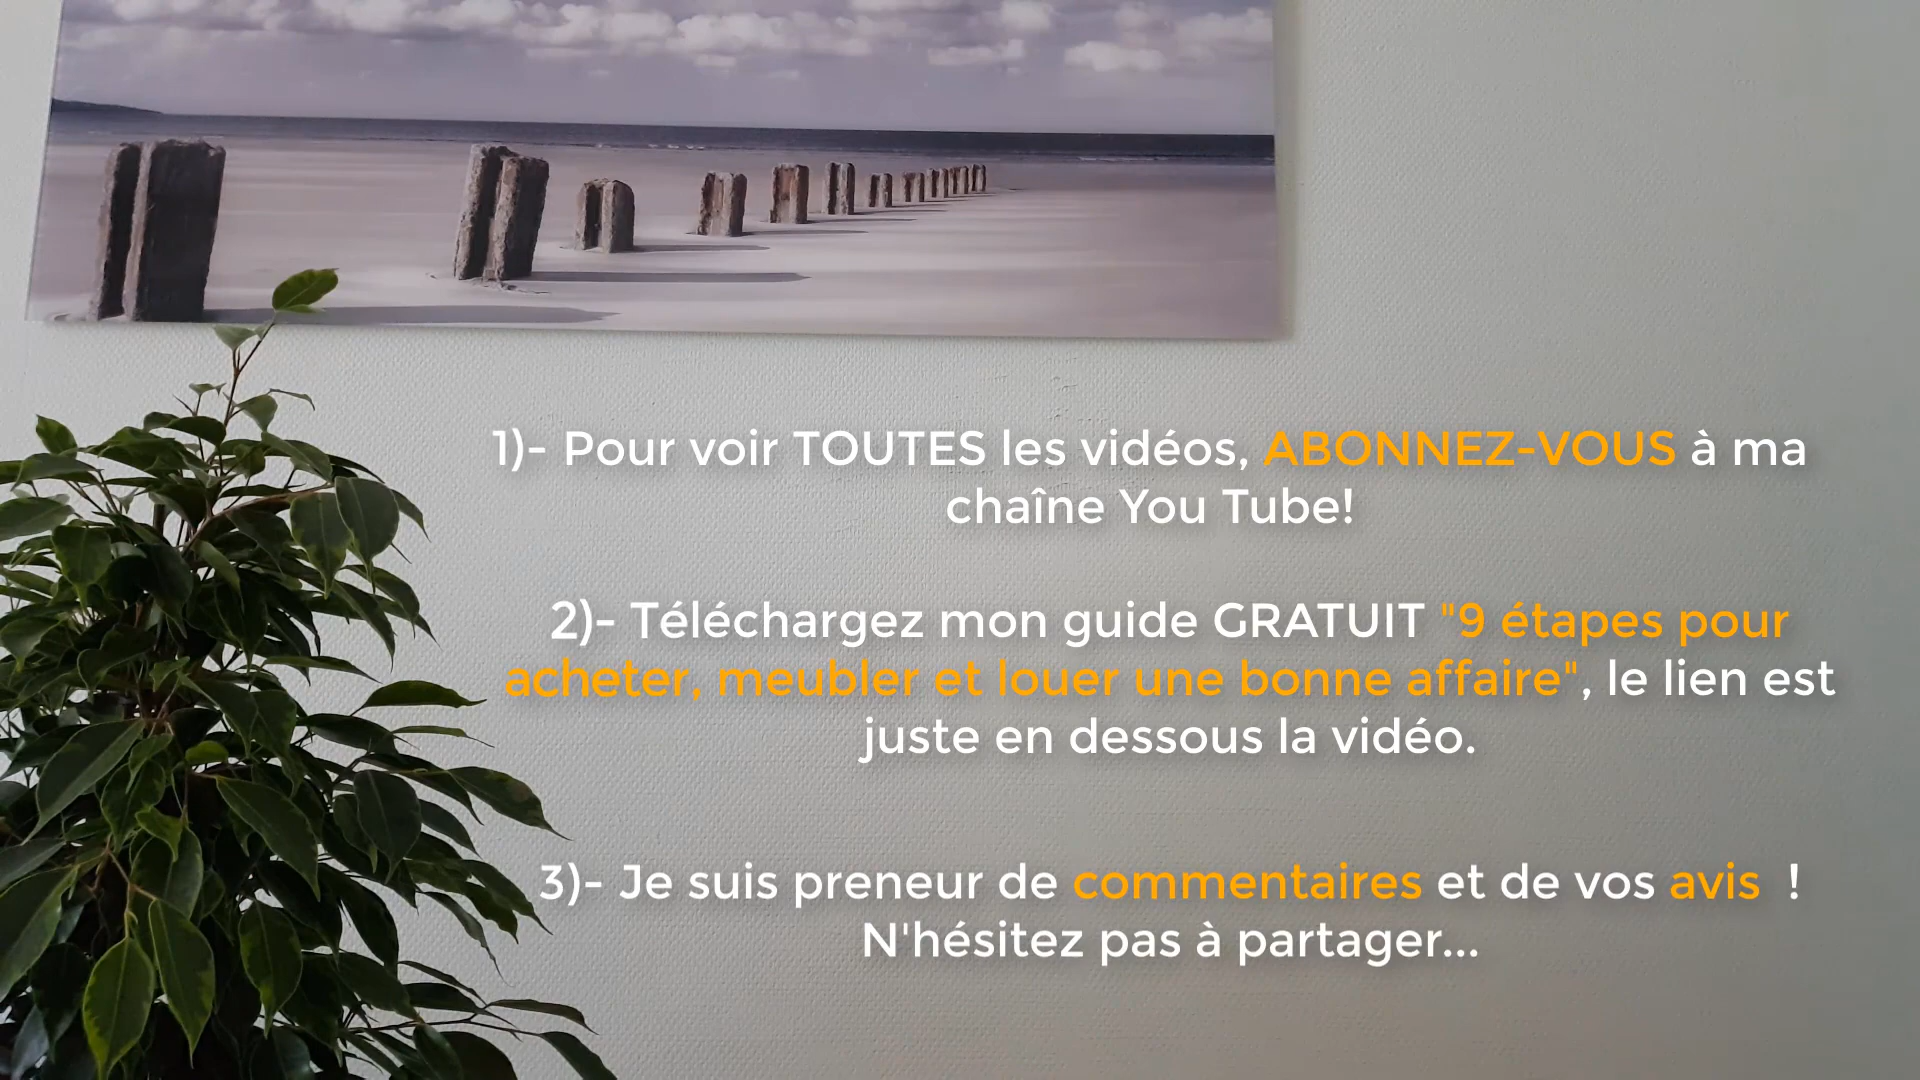 1)- Pour voir TOUTES les vidéos, ABONNEZ-VOUS à ma
chaîne You Tube!
2)- Téléchargez mon guide GRATUIT "9 étapes pour
acheter, meubler et louer une bonne affaire", le lien est
juste en dessous la vidéo.
3)- Je suis preneur de commentaires et de vos avis !
N'hésitez pas à partager...